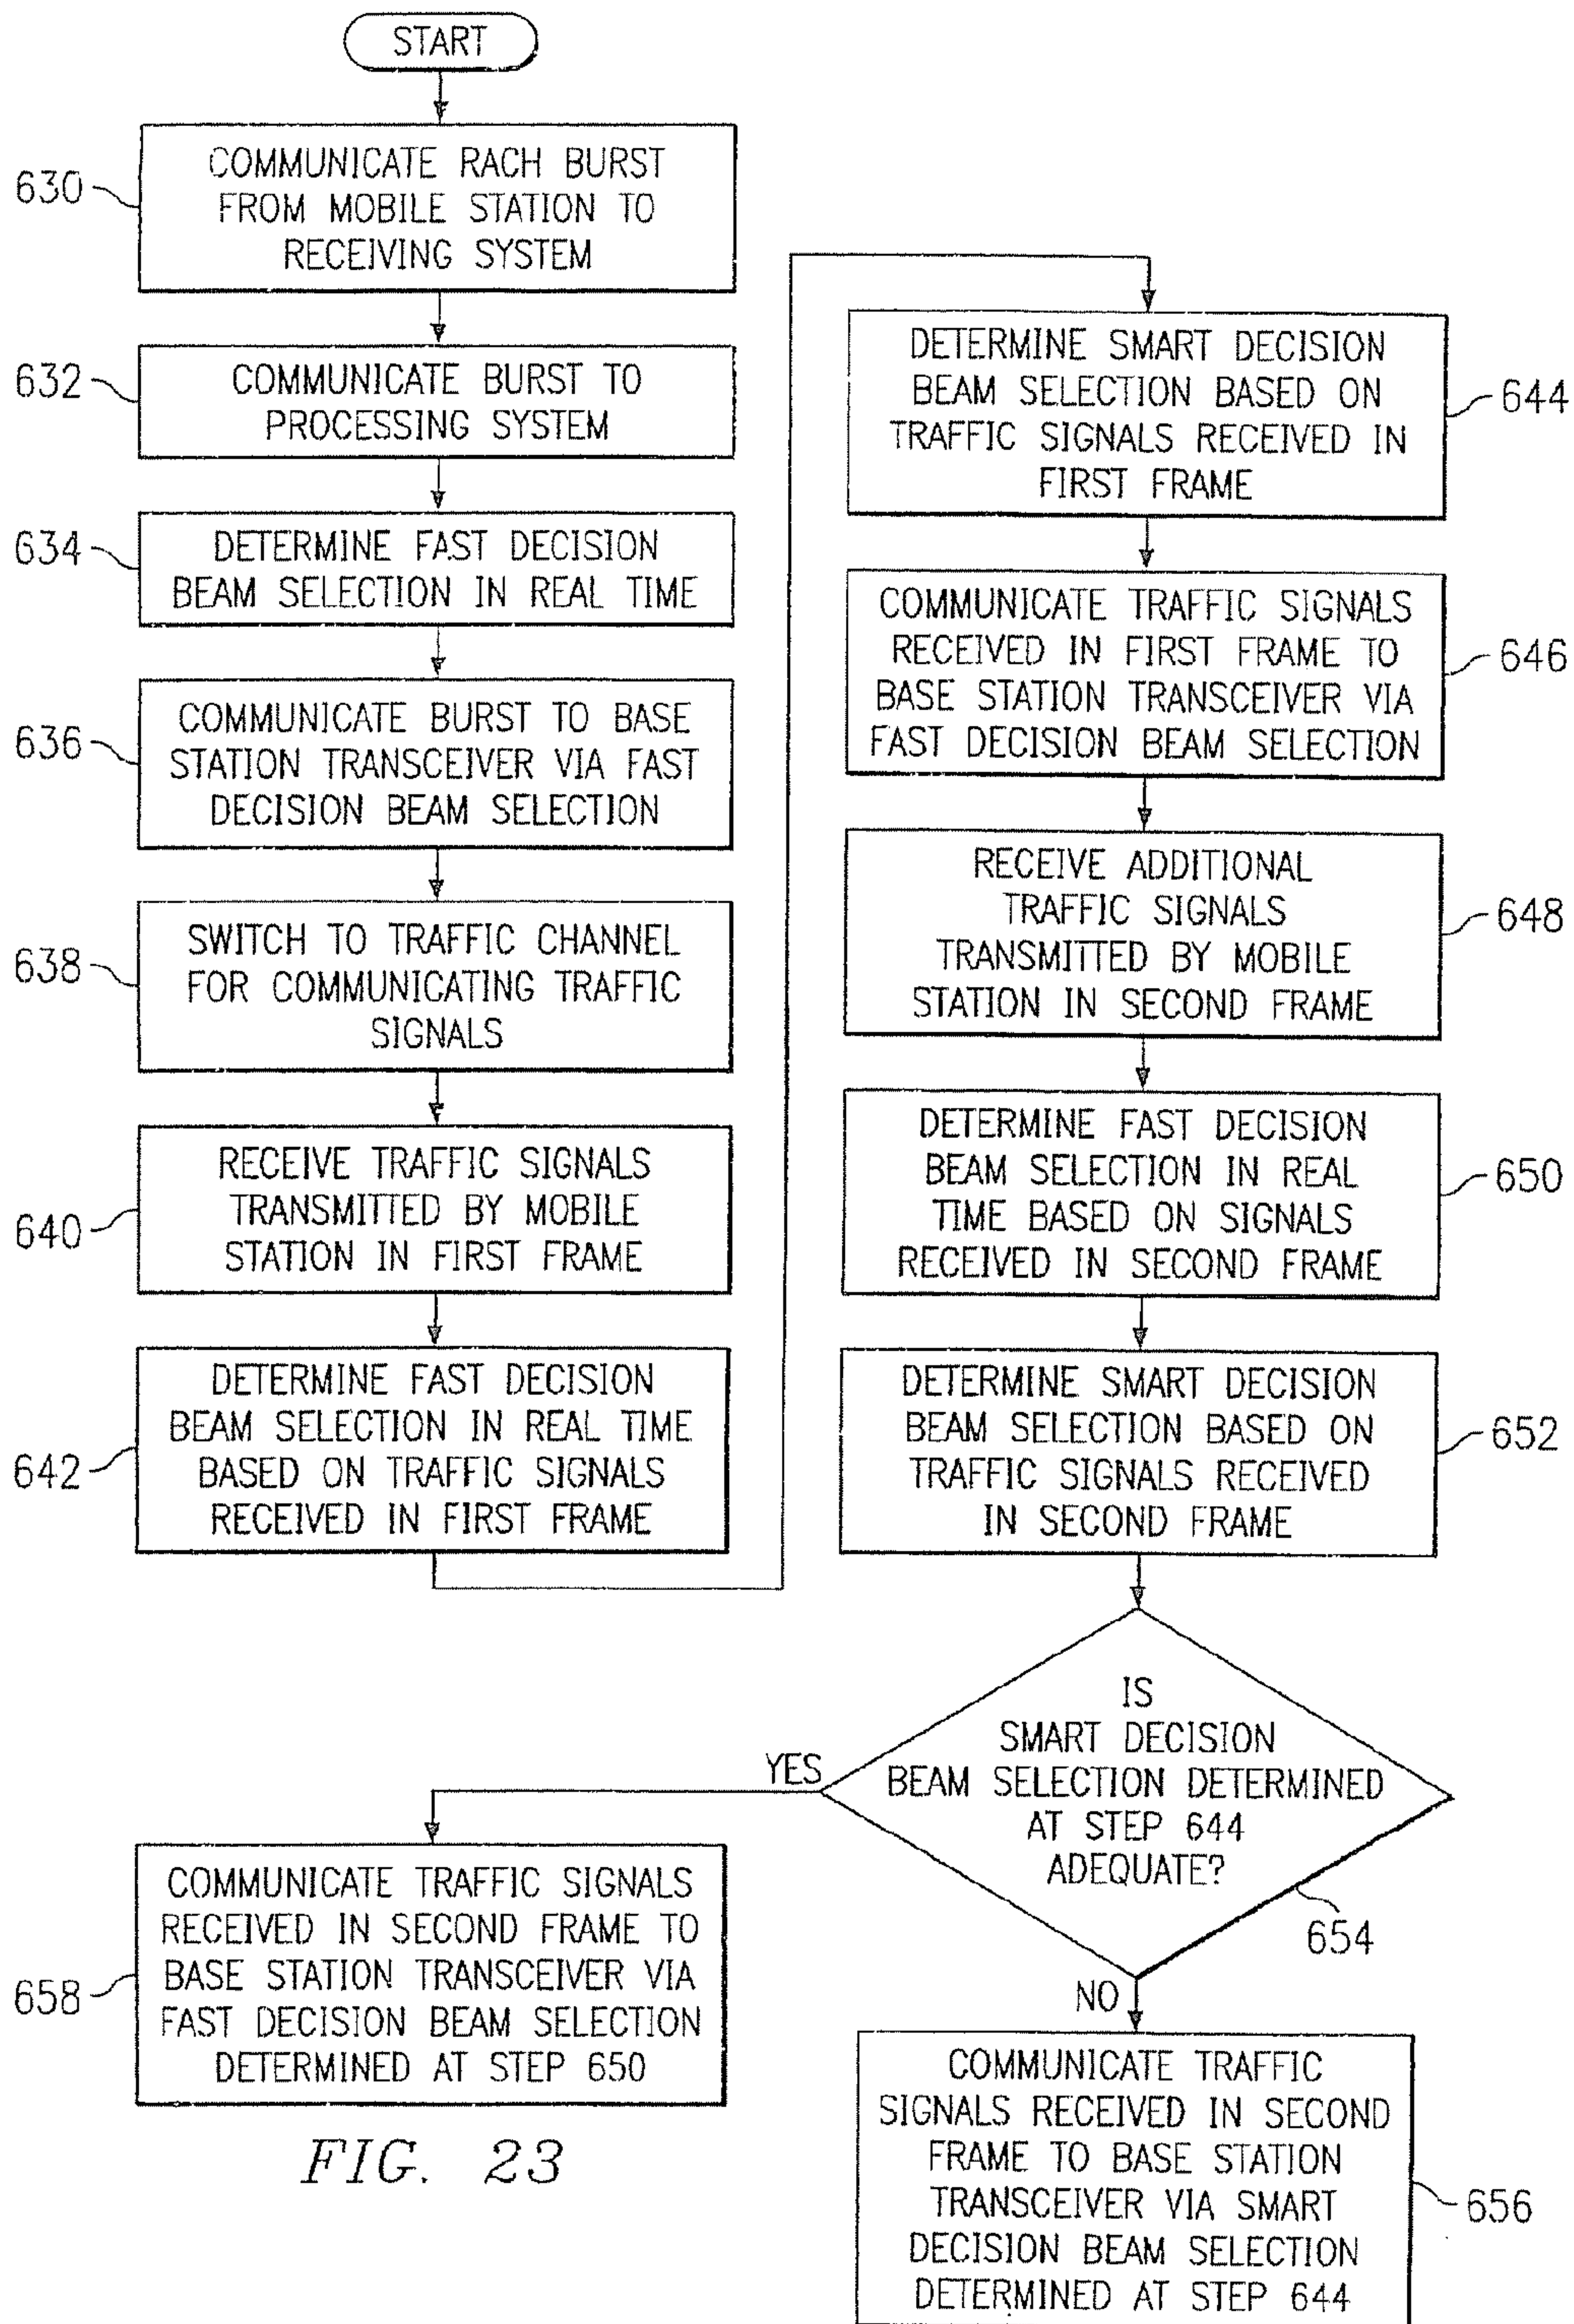 START
630
COMMUNICATE RACH BURST
FROM MOBILE STATION TO
RECEIVING SYSTEM
632
COMMUNICATE BURST TO
PROCESSING SYSTEM
634
DETERMINE FAST DECISION
BEAM SELECTION IN REAL TIME
636
COMMUNICATE BURST TO BASE
STATION TRANSCEIVER VIA FAST
DECISION BEAM SELECTION
638
SWITCH TO TRAFFIC CHANNEL
FOR COMMUNICATING TRAFFIC
SIGNALS
640
RECEIVE TRAFFIC SIGNALS
TRANSMITTED BY MOBILE
STATION IN FIRST FRAME
642
DETERMINE FAST DECISION
BEAM SELECTION IN REAL TIME
BASED ON TRAFFIC SIGNALS
RECEIVED IN FIRST FRAME
DETERMINE SMART DECISION
BEAM SELECTION BASED ON
TRAFFIC SIGNALS RECEIVED IN
FIRST FRAME
644
COMMUNICATE TRAFFIC SIGNALS
RECEIVED IN FIRST FRAME TO
BASE STATION TRANSCEIVER VIA
FAST DECISION BEAM SELECTION
646
RECEIVE ADDITIONAL
TRAFFIC SIGNALS
TRANSMITTED BY MOBILE
STATION IN SECOND FRAME
648
DETERMINE FAST DECISION
BEAM SELECTION IN REAL
TIME BASED ON SIGNALS
RECEIVED IN SECOND FRAME
650
DETERMINE SMART DECISION
BEAM SELECTION BASED ON
TRAFFIC SIGNALS RECEIVED
IN SECOND FRAME
652
IS
SMART DECISION
BEAM SELECTION DETERMINED
AT STEP 644
ADEQUATE?
654
YES
NO
658
COMMUNICATE TRAFFIC SIGNALS
RECEIVED IN SECOND FRAME TO
BASE STATION TRANSCEIVER VIA
FAST DECISION BEAM SELECTION
DETERMINED AT STEP 650
COMMUNICATE TRAFFIC
SIGNALS RECEIVED IN SECOND
FRAME TO BASE STATION
TRANSCEIVER VIA SMART
DECISION BEAM SELECTION
DETERMINED AT STEP 644
656
FIG. 23